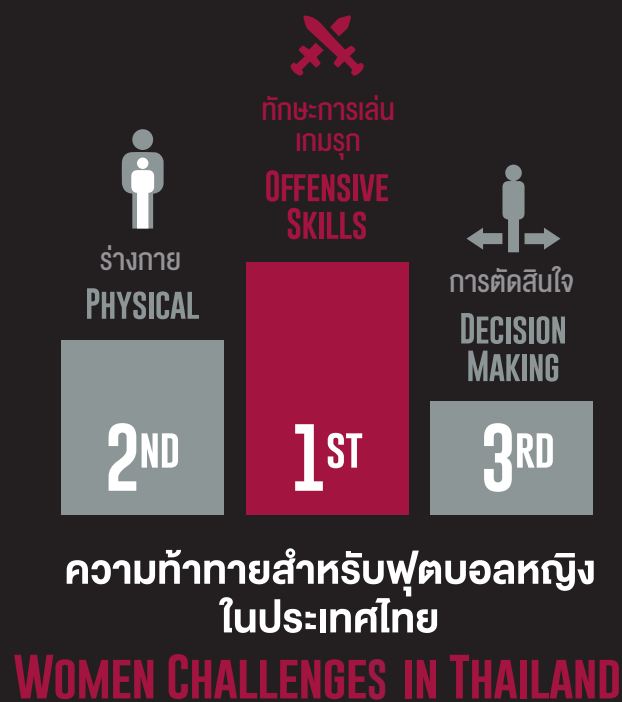 ทักษะการเล่น
เกมรุก
OFFENSIVE
SKILLS
ร่างกาย
PHYSICAL
การตัดสินใจ
DECISION
MAKING
2ND
1ST
3RD
ความท้าทายสำหรับฟุตบอลหญิง
ในประเทศไทย
WOMEN CHALLENGES IN THAILAND